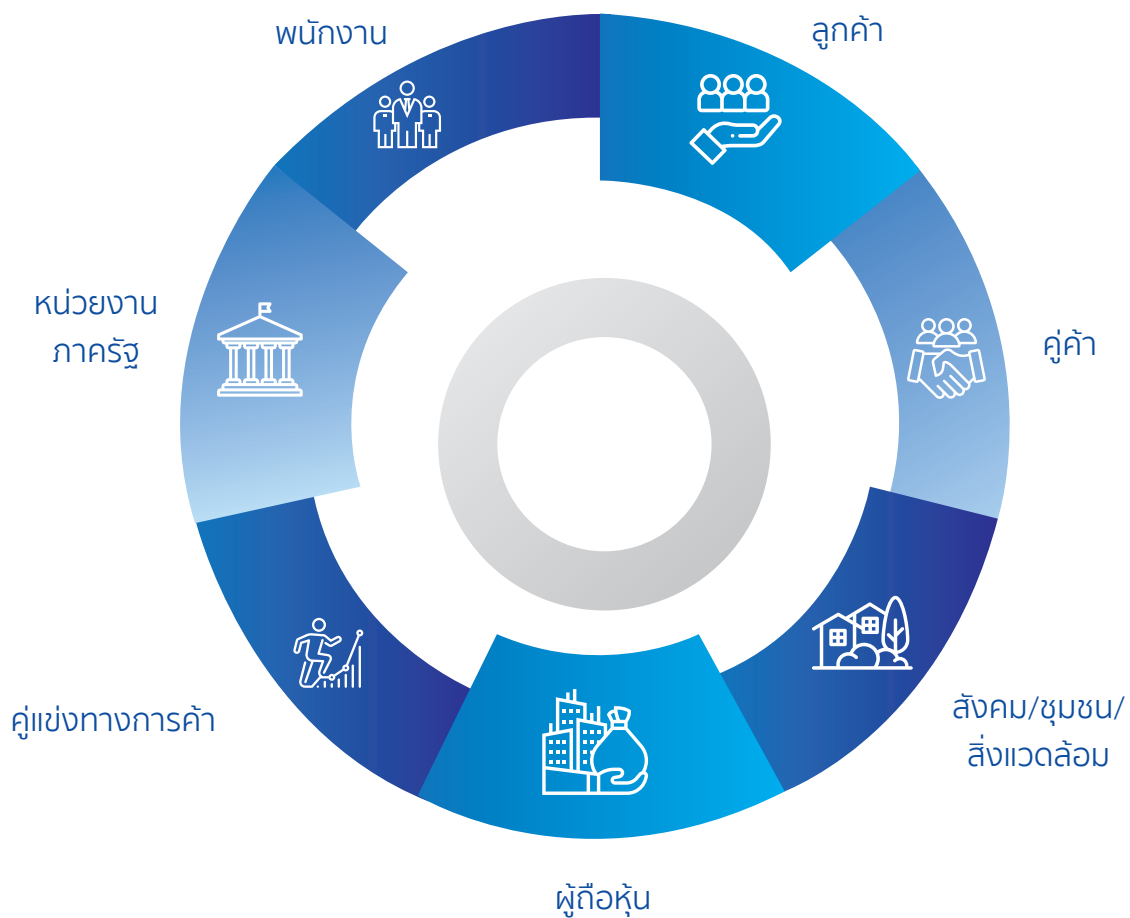 พนักงาน
ลูกค้า
หน่วยงาน
ภาครัฐ
คู่ค้า
คู่แข่งทางการค้า
สังคม/ชุมชน/
สิ่งแวดล้อม
ผู้ถือหุ้น